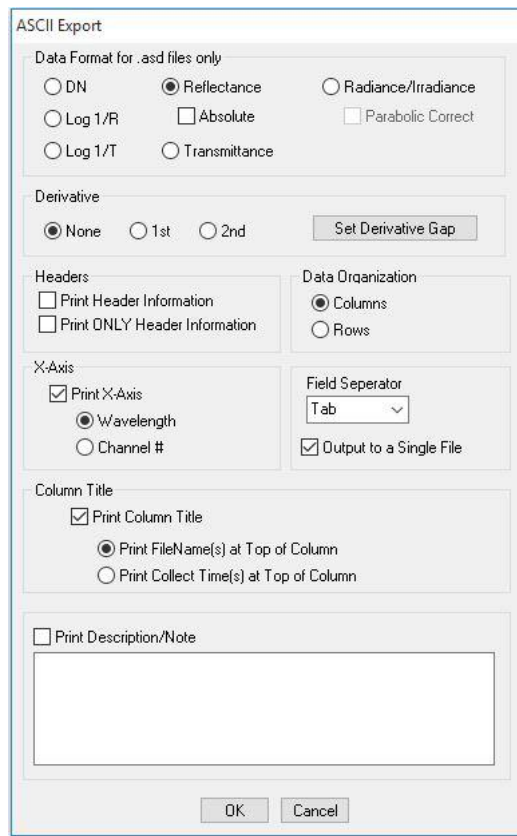 ASCII Export
Data Format for .asd files only
DN Reflectance Radiance/Irradiance
Log 1/R Absolute Parabolic Correct
Log 1/T Transmittance
Derivative
None 1st 2nd Set Derivative Gap
Headers
Print Header Information
Print ONLY Header Information
Data Organization
Columns
Rows
X-Axis
Print X-Axis
Wavelength
Channel #
Field Seperator
Tab
Output to a Single File
Column Title
Print Column Title
Print FileName(s) at Top of Column
Print Collect Time(s) at Top of Column
Print Description/Note
OK Cancel